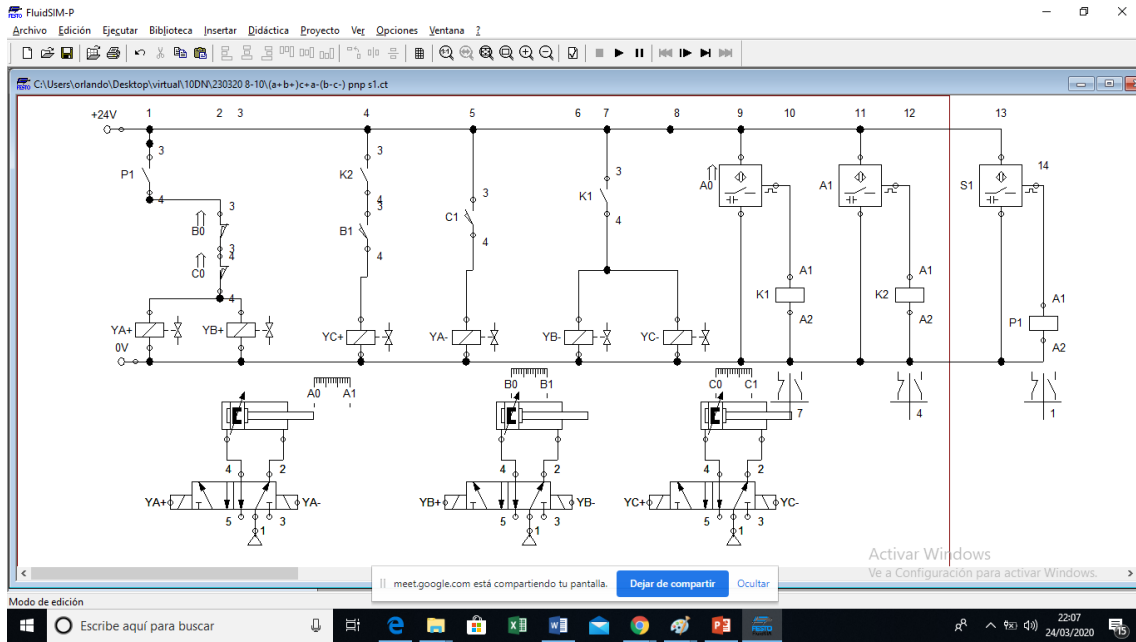 FluidSIM-P
Archivo Edición Ejecutar Biblioteca Insertar Didáctica Proyecto Ver Opciones Ventana ?
C:\Users\orlando\Desktop\virtual\10DN\230320 8-10\(a+b+)c+a-(b-c-) pnp s1.ct
+24V 1 2 3 4 5 6 7 8 9 10 11 12 13
3 3 14
P1 K2 3 A0 A1 S1
4 4 3 K1
3 3 C1
B0 B1 4
3 4 4
4
C0
A1 A1
4 K1 K2 A1
A2 A2 P1
YA+ YB+ YC+ YA- YB- YC-
0V A2
A0 A1 B0 B1 C0 C1
7 4 1
4 2 4 2 4 2
YA+ YA- YB+ YB- YC+ YC-
5 3 5 3 5 3
1 1 1
Activar Windows
Ve a Configuración para activar Windows.
meet.google.com está compartiendo tu pantalla. Dejar de compartir Ocultar
Modo de edición
Escribe aquí para buscar
22:07
24/03/2020
15